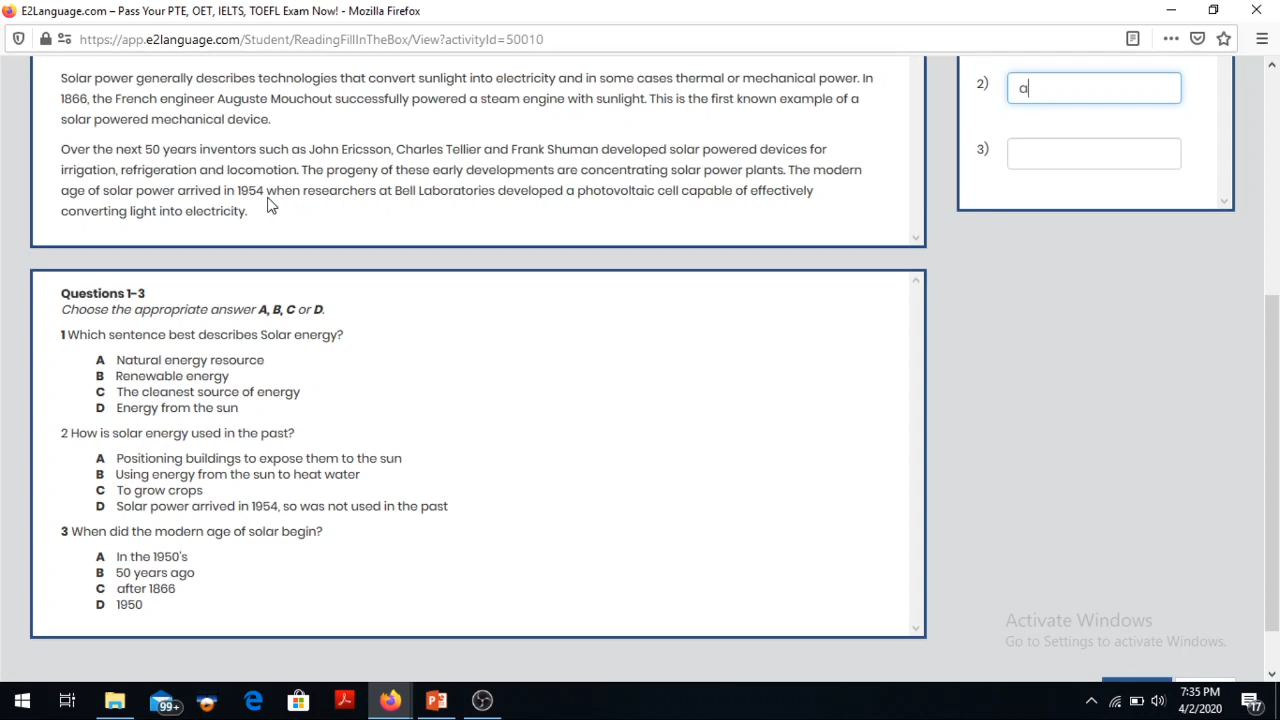 E2Language.com – Pass Your PTE, OET, IELTS, TOEFL Exam Now! - Mozilla Firefox
https://app.e2language.com/Student/ReadingFillInTheBox/View?activityId=50010
Solar power generally describes technologies that convert sunlight into electricity and in some cases thermal or mechanical power. In
1866, the French engineer Auguste Mouchout successfully powered a steam engine with sunlight. This is the first known example of a
solar powered mechanical device.
Over the next 50 years inventors such as John Ericsson, Charles Tellier and Frank Shuman developed solar powered devices for
irrigation, refrigeration and locomotion. The progeny of these early developments are concentrating solar power plants. The modern
age of solar power arrived in 1954 when researchers at Bell Laboratories developed a photovoltaic cell capable of effectively
converting light into electricity.
2) a
3)
Questions 1-3
Choose the appropriate answer A, B, C or D.
1 Which sentence best describes Solar energy?
A Natural energy resource
B Renewable energy
C The cleanest source of energy
D Energy from the sun
2 How is solar energy used in the past?
A Positioning buildings to expose them to the sun
B Using energy from the sun to heat water
C To grow crops
D Solar power arrived in 1954, so was not used in the past
3 When did the modern age of solar begin?
A In the 1950's
B 50 years ago
C after 1866
D 1950
Activate Windows
Go to Settings to activate Windows.
99+
7:35 PM
4/2/2020
17